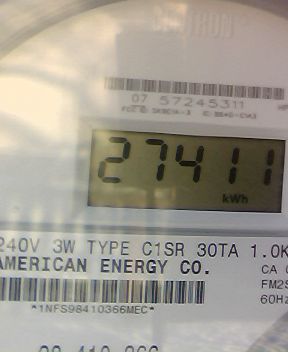 07 57245311
27411
kWh
240V 3W TYPE C1SR 30TA 1.0K
AMERICAN ENERGY CO.
CA
FM2S
60Hz
*1NFS98410366MEC*